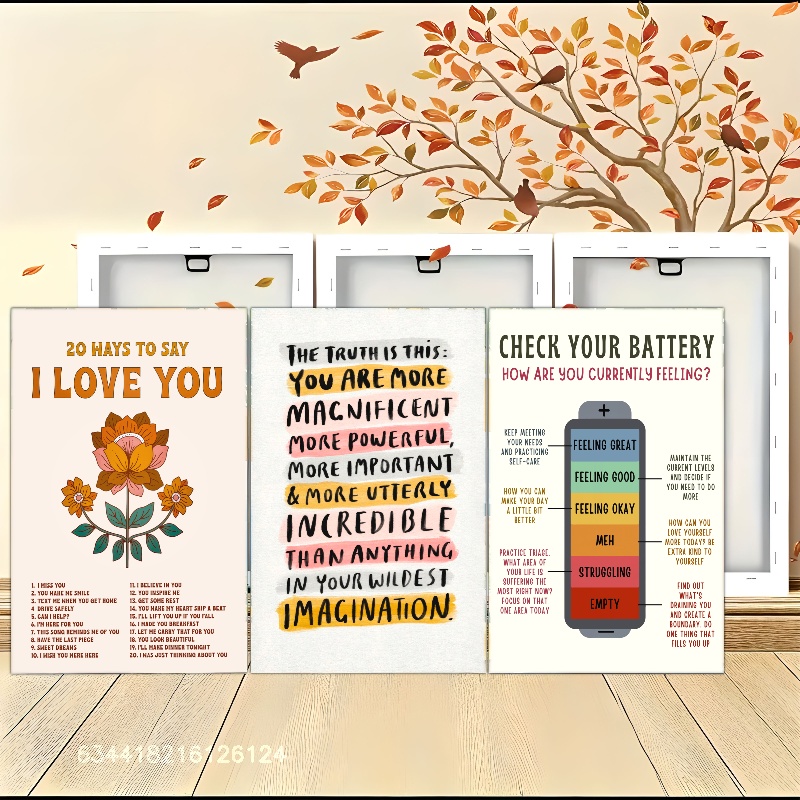 20 WAYS TO SAY
I LOVE YOU
1. I MISS YOU
2. YOU MAKE ME SMILE
3. TEXT ME WHEN YOU GET HOME
4. DRIVE SAFELY
5. CAN I HELP?
6. I'M HERE FOR YOU
7. THIS SONG REMINDS ME OF YOU
8. HAVE THE LAST PIECE
9. SWEET DREAMS
10. I WISH YOU WERE HERE
11. I BELIEVE IN YOU
12. YOU INSPIRE ME
13. GET SOME REST
14. YOU MAKE MY HEART SKIP A BEAT
15. I'LL LIFT YOU UP IF YOU FALL
16. I MADE YOU BREAKFAST
17. LET ME CARRY THAT FOR YOU
18. YOU LOOK BEAUTIFUL
19. I'LL MAKE DINNER TONIGHT
20. I WAS JUST THINKING ABOUT YOU
THE TRUTH IS THIS:
YOU ARE MORE
MAGNIFICENT
MORE POWERFUL,
MORE IMPORTANT
& MORE UTTERLY
INCREDIBLE
THAN ANYTHING
IN YOUR WILDEST
IMAGINATION.
CHECK YOUR BATTERY
HOW ARE YOU CURRENTLY FEELING?
+
FEELING GREAT
FEELING GOOD
FEELING OKAY
MEH
STRUGGLING
EMPTY
−
KEEP MEETING
YOUR NEEDS
AND PRACTICING
SELF-CARE
HOW YOU CAN
MAKE YOUR DAY
A LITTLE BIT
BETTER
PRACTICE TRIAGE.
WHAT AREA OF
YOUR LIFE IS
SUFFERING THE
MOST RIGHT NOW?
FOCUS ON THAT
ONE AREA TODAY
MAINTAIN THE
CURRENT LEVELS
AND DECIDE IF
YOU NEED TO DO
MORE
HOW CAN YOU
LOVE YOURSELF
MORE TODAY? BE
EXTRA KIND TO
YOURSELF
FIND OUT
WHAT'S
DRAINING YOU
AND CREATE A
BOUNDARY. DO
ONE THING THAT
FILLS YOU UP
634418216126124